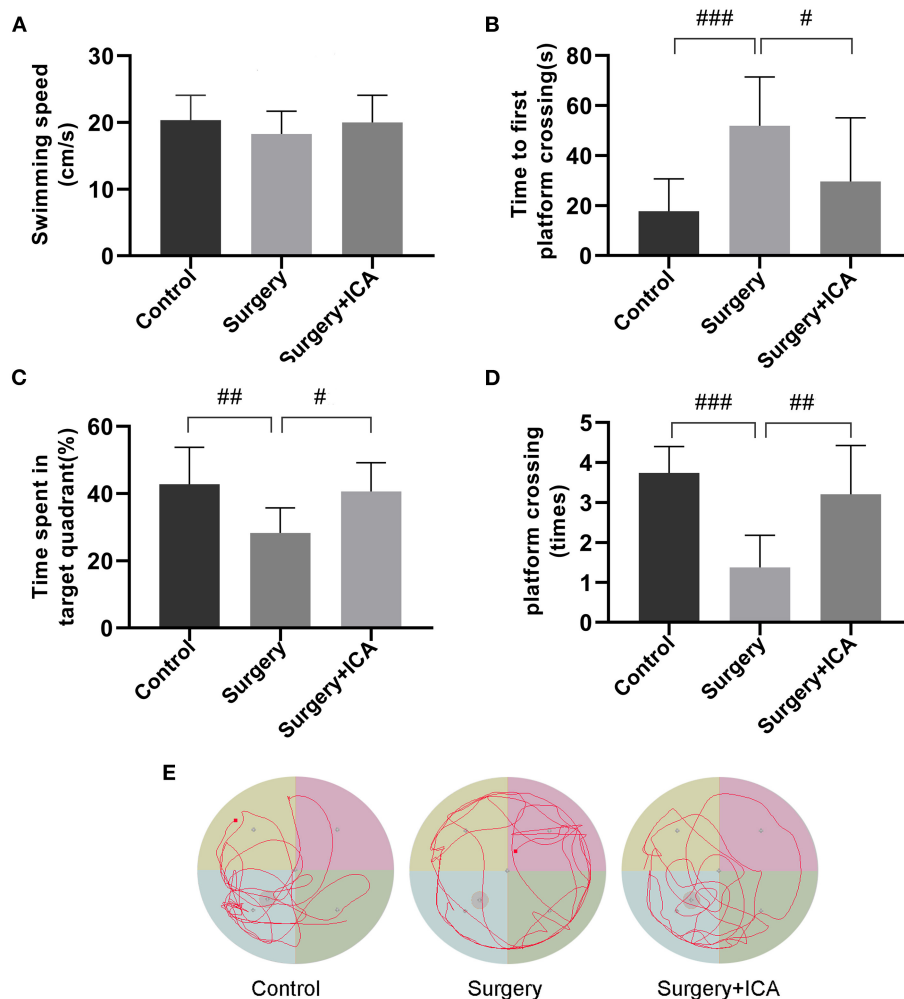 A
Swimming speed
(cm/s)
30
20
10
0
Control
Surgery
Surgery+ICA
B
###
#
Time to first
platform crossing(s)
80
60
40
20
0
Control
Surgery
Surgery+ICA
C
##
#
Time spent in
target quadrant(%)
60
40
20
0
Control
Surgery
Surgery+ICA
D
###
##
platform crossing
(times)
5
4
3
2
1
0
Control
Surgery
Surgery+ICA
E
Control
Surgery
Surgery+ICA